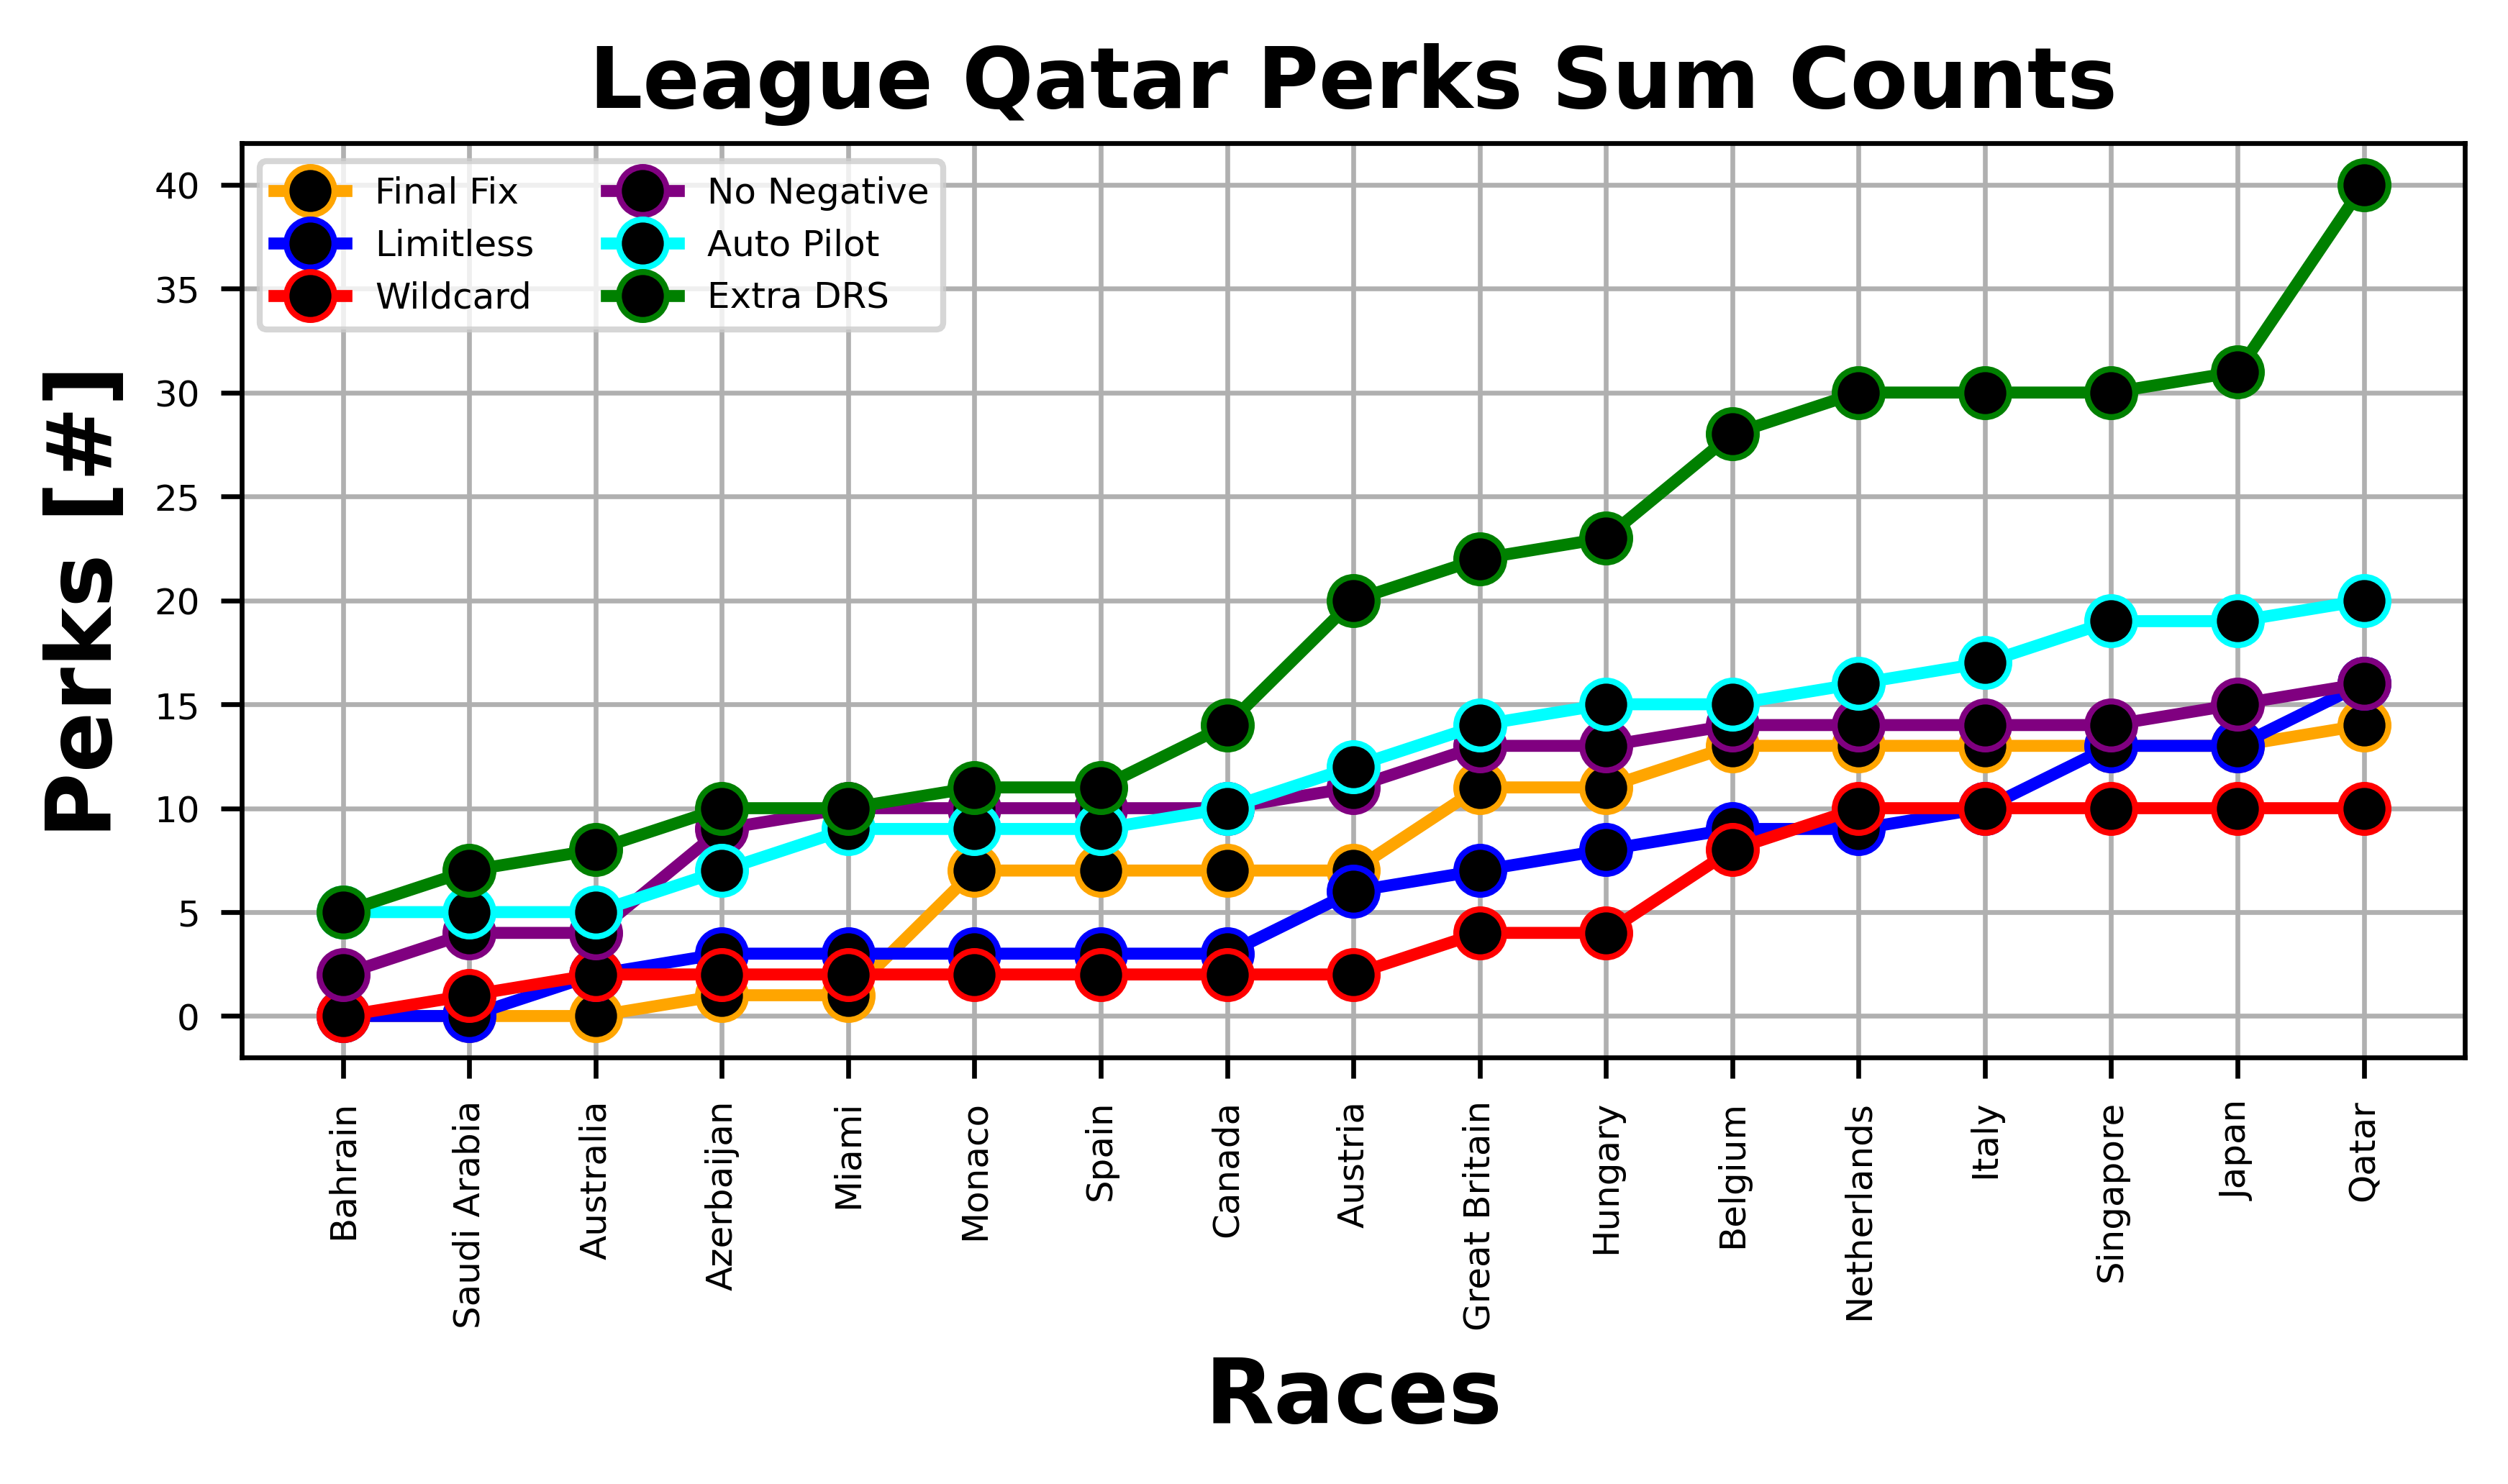 League Qatar Perks Sum Counts
Final Fix
Limitless
Wildcard
No Negative
Auto Pilot
Extra DRS
Perks [#]
40
35
30
25
20
15
10
5
0
Bahrain
Saudi Arabia
Australia
Azerbaijan
Miami
Monaco
Spain
Canada
Austria
Great Britain
Hungary
Belgium
Netherlands
Italy
Singapore
Japan
Qatar
Races